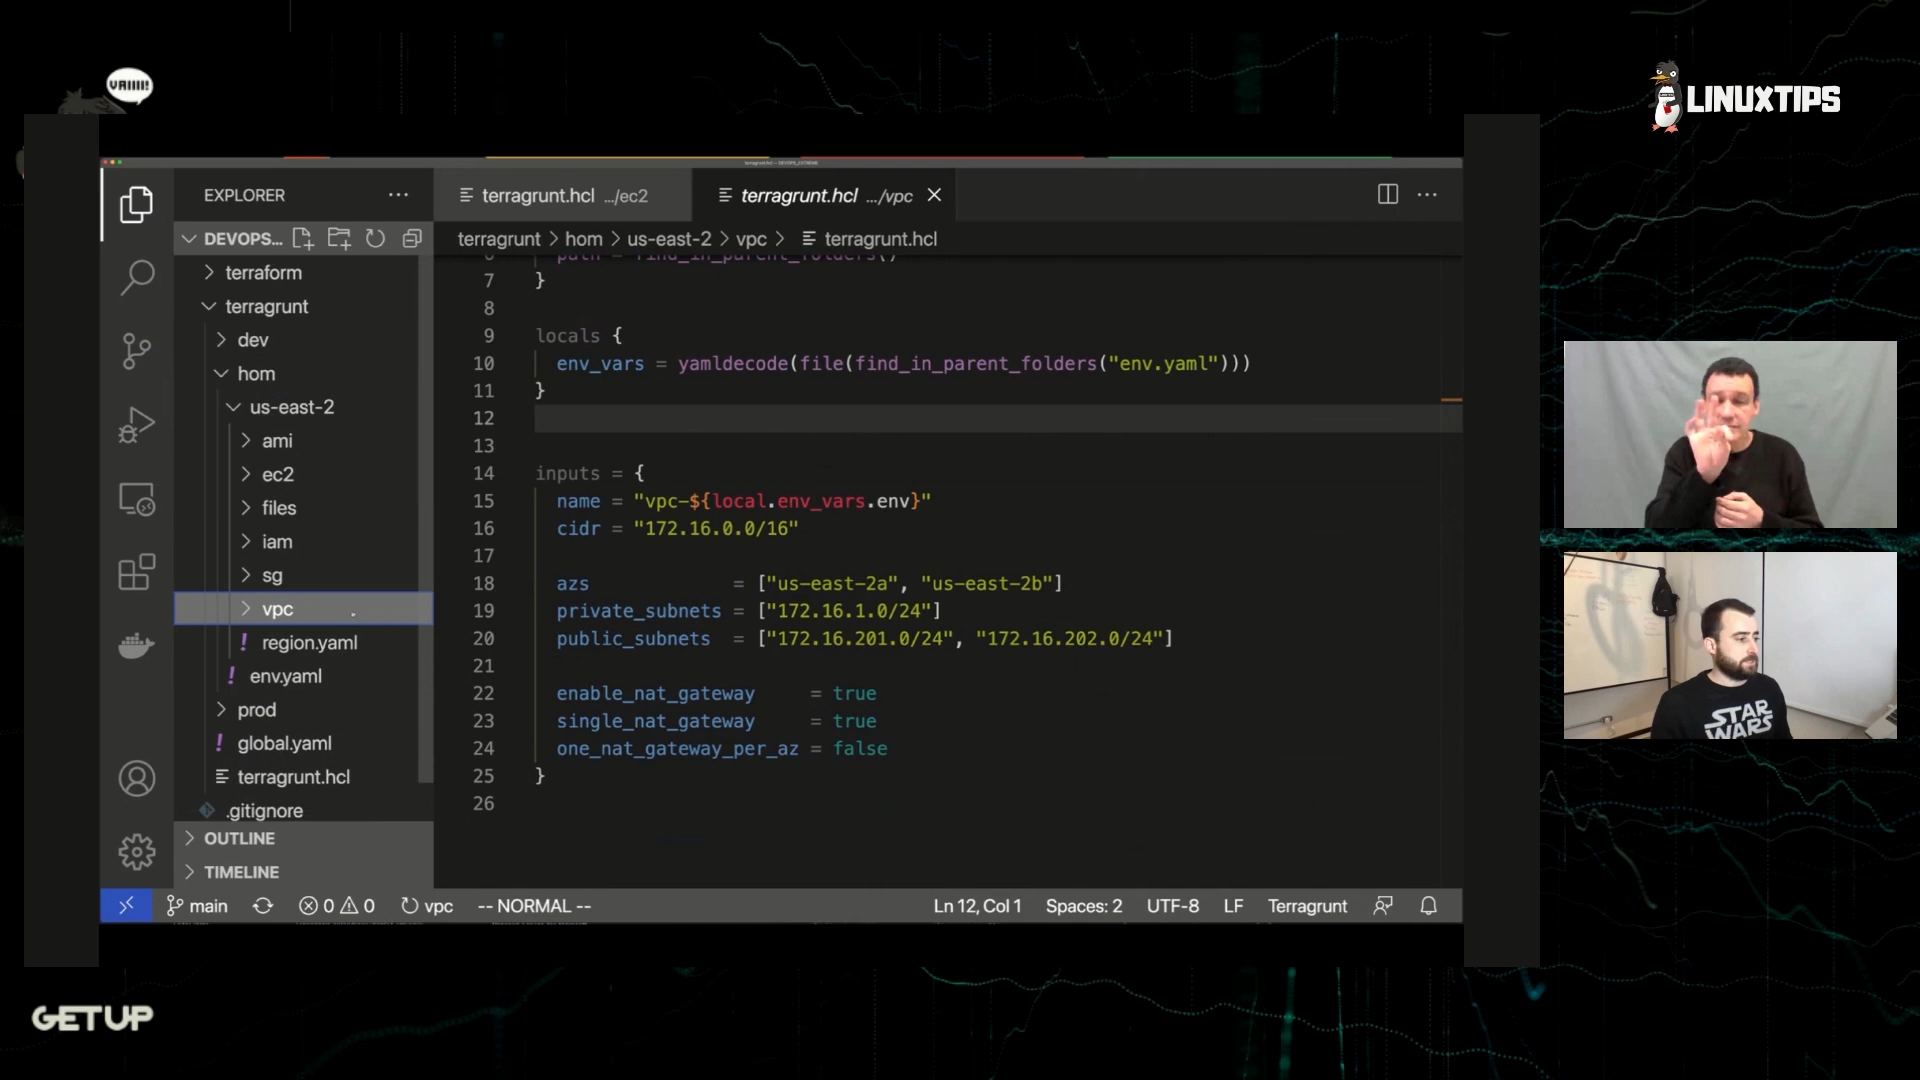 VAIIII!
LINUXTIPS
EXPLORER
terragrunt.hcl .../ec2
terragrunt.hcl .../vpc
DEVOPS...
terragrunt > hom > us-east-2 > vpc > terragrunt.hcl
terraform
terragrunt
dev
hom
us-east-2
ami
ec2
files
iam
sg
vpc
region.yaml
env.yaml
prod
global.yaml
terragrunt.hcl
.gitignore
OUTLINE
TIMELINE
6 path = find_in_parent_folders()
7 }
8
9 locals {
10 env_vars = yamldecode(file(find_in_parent_folders("env.yaml")))
11 }
12
13
14 inputs = {
15 name = "vpc-${local.env_vars.env}"
16 cidr = "172.16.0.0/16"
17
18 azs = ["us-east-2a", "us-east-2b"]
19 private_subnets = ["172.16.1.0/24"]
20 public_subnets = ["172.16.201.0/24", "172.16.202.0/24"]
21
22 enable_nat_gateway = true
23 single_nat_gateway = true
24 one_nat_gateway_per_az = false
25 }
26
main 0 0 vpc -- NORMAL -- Ln 12, Col 1 Spaces: 2 UTF-8 LF Terragrunt
STAR
WARS
GETUP